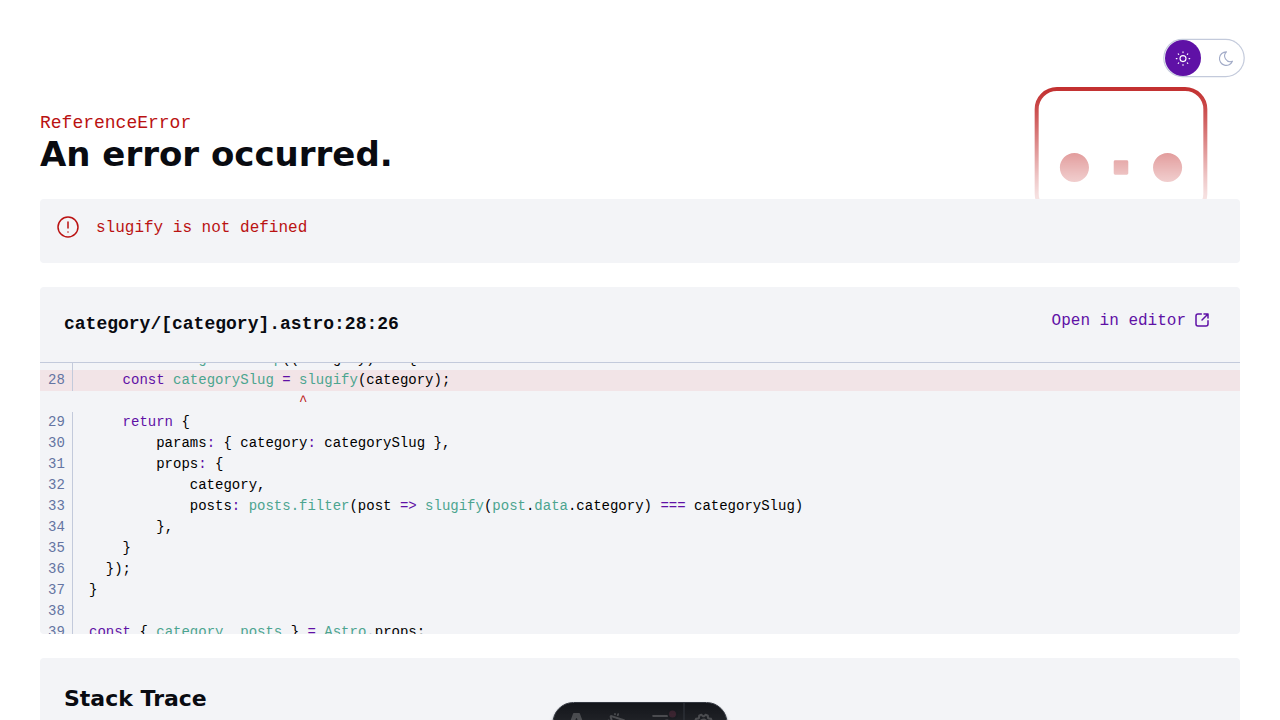 ReferenceError
An error occurred.
slugify is not defined
category/[category].astro:28:26
Open in editor
28 const categorySlug = slugify(category);
^
29 return {
30 params: { category: categorySlug },
31 props: {
32 category,
33 posts: posts.filter(post => slugify(post.data.category) === categorySlug)
34 },
35 }
36 });
37 }
38
39 const { category, posts } = Astro.props;
Stack Trace